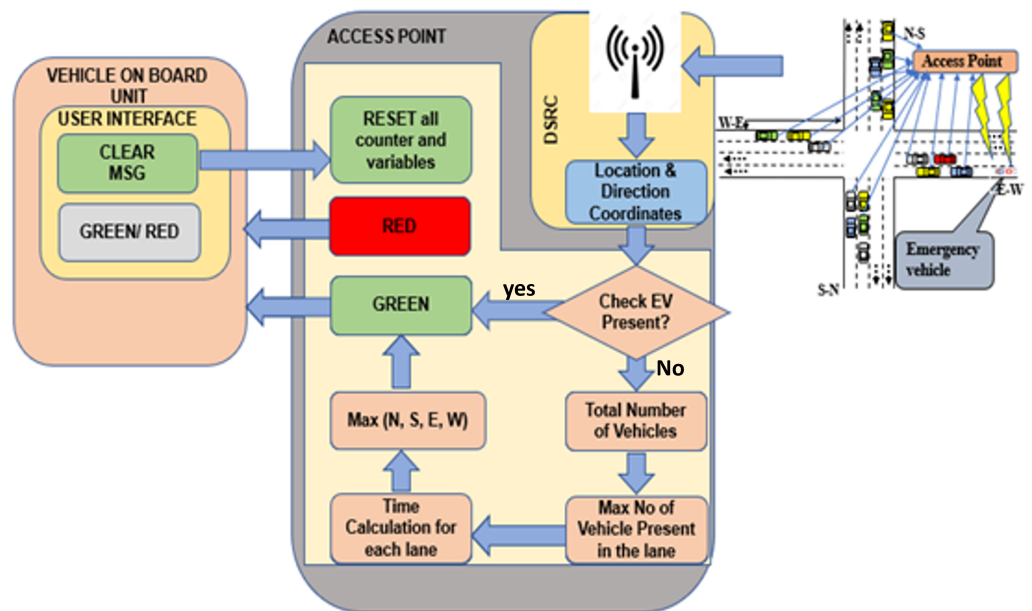 VEHICLE ON BOARD
UNIT
USER INTERFACE
CLEAR
MSG
GREEN/ RED
ACCESS POINT
RESET all
counter and
variables
RED
GREEN
Max (N, S, E, W)
Time
Calculation for
each lane
DSRC
Location &
Direction
Coordinates
yes
Check EV
Present?
No
Total Number
of Vehicles
Max No of
Vehicle Present
in the lane
N-S
Access Point
W-E
E-W
Emergency
vehicle
S-N